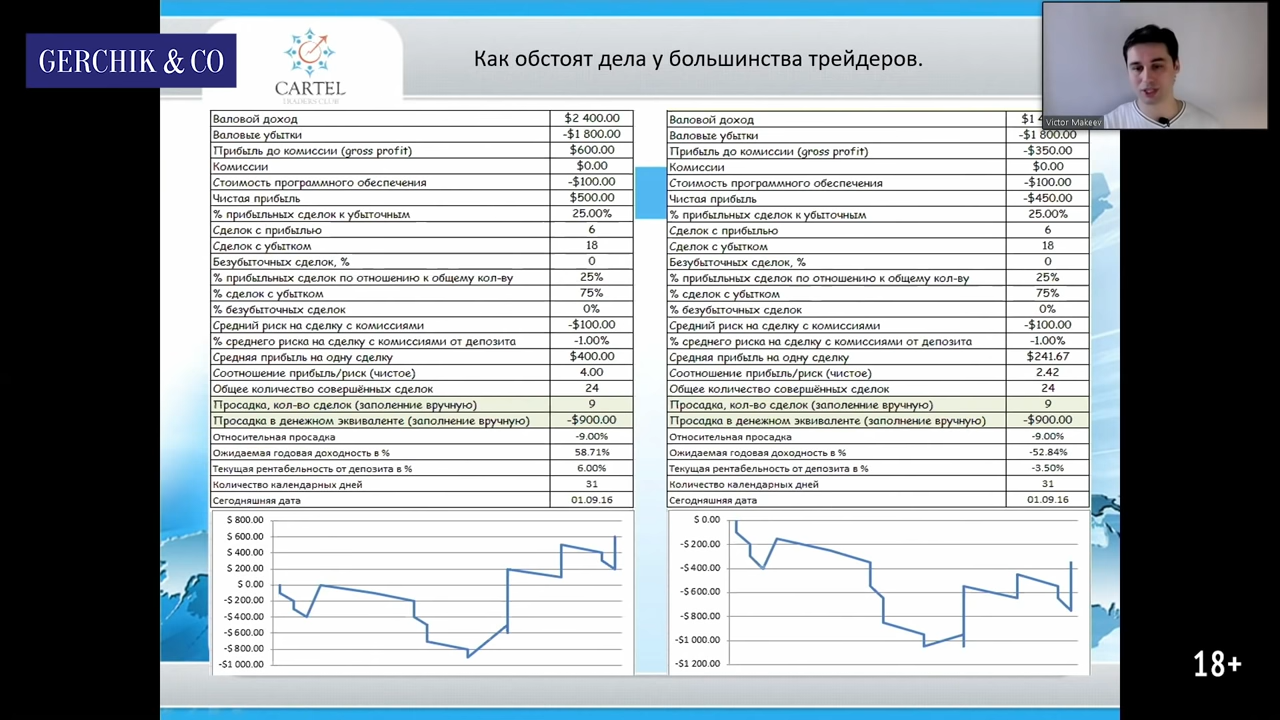 GERCHIK & CO
CARTEL
TRADERS CLUB
Как обстоят дела у большинства трейдеров.
Victor Makeev
Валовой доход $2 400.00
Валовые убытки -$1 800.00
Прибыль до комиссии (gross profit) $600.00
Комиссии $0.00
Стоимость программного обеспечения -$100.00
Чистая прибыль $500.00
% прибыльных сделок к убыточным 25.00%
Сделок с прибылью 6
Сделок с убытком 18
Безубыточных сделок, % 0
% прибыльных сделок по отношению к общему кол-ву 25%
% сделок с убытком 75%
% безубыточных сделок 0%
Средний риск на сделку с комиссиями -$100.00
% среднего риска на сделку с комиссиями от депозита -1.00%
Средняя прибыль на одну сделку $400.00
Соотношение прибыль/риск (чистое) 4.00
Общее количество совершённых сделок 24
Просадка, кол-во сделок (заполенние вручную) 9
Просадка в денежном эквиваленте (заполнение вручную) -$900.00
Относительная просадка -9.00%
Ожидаемая годовая доходность в % 58.71%
Текущая рентабельность от депозита в % 6.00%
Количество календарных дней 31
Сегодняшняя дата 01.09.16
$ 800.00
$ 600.00
$ 400.00
$ 200.00
$ 0.00
-$ 200.00
-$ 400.00
-$ 600.00
-$ 800.00
-$1 000.00
Валовой доход
Валовые убытки -$1 800.00
Прибыль до комиссии (gross profit) -$350.00
Комиссии $0.00
Стоимость программного обеспечения -$100.00
Чистая прибыль -$450.00
% прибыльных сделок к убыточным 25.00%
Сделок с прибылью 6
Сделок с убытком 18
Безубыточных сделок, % 0
% прибыльных сделок по отношению к общему кол-ву 25%
% сделок с убытком 75%
% безубыточных сделок 0%
Средний риск на сделку с комиссиями -$100.00
% среднего риска на сделку с комиссиями от депозита -1.00%
Средняя прибыль на одну сделку $241.67
Соотношение прибыль/риск (чистое) 2.42
Общее количество совершённых сделок 24
Просадка, кол-во сделок (заполенние вручную) 9
Просадка в денежном эквиваленте (заполнение вручную) -$900.00
Относительная просадка -9.00%
Ожидаемая годовая доходность в % -52.84%
Текущая рентабельность от депозита в % -3.50%
Количество календарных дней 31
Сегодняшняя дата 01.09.16
$ 0.00
-$ 200.00
-$ 400.00
-$ 600.00
-$ 800.00
-$1 000.00
-$1 200.00
18+